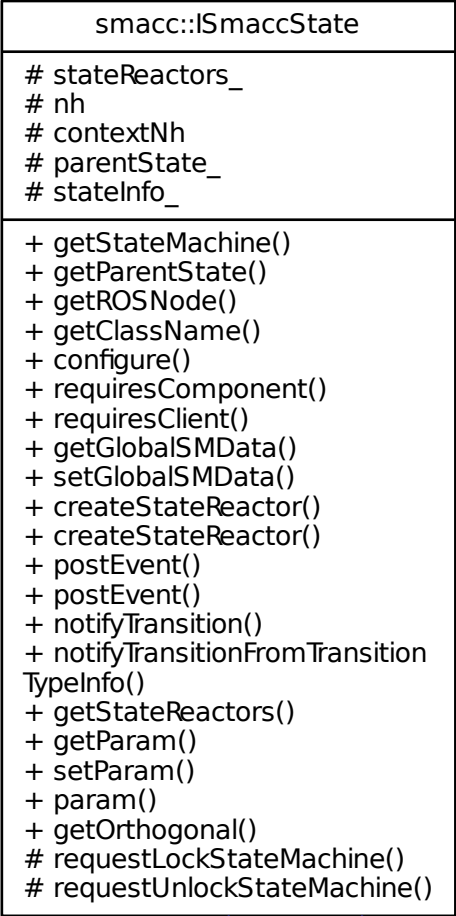 smacc::ISmaccState
# stateReactors_
# nh
# contextNh
# parentState_
# stateInfo_
+ getStateMachine()
+ getParentState()
+ getROSNode()
+ getClassName()
+ configure()
+ requiresComponent()
+ requiresClient()
+ getGlobalSMData()
+ setGlobalSMData()
+ createStateReactor()
+ createStateReactor()
+ postEvent()
+ postEvent()
+ notifyTransition()
+ notifyTransitionFromTransition
TypeInfo()
+ getStateReactors()
+ getParam()
+ setParam()
+ param()
+ getOrthogonal()
# requestLockStateMachine()
# requestUnlockStateMachine()